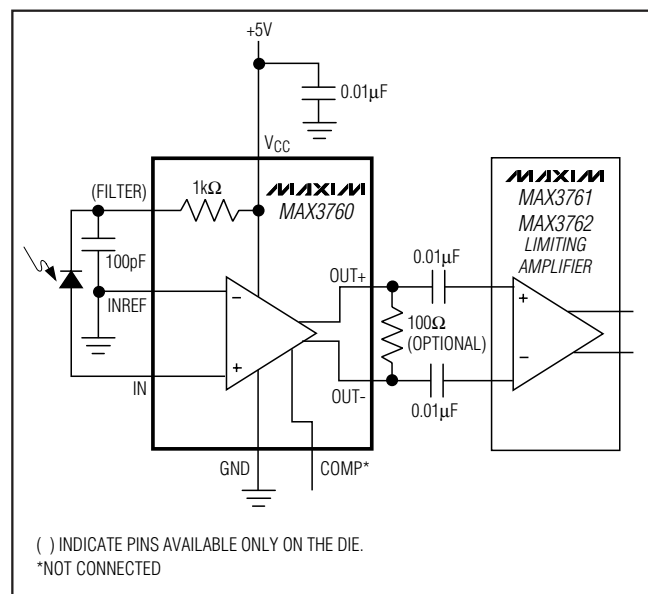 +5V
0.01µF
VCC
(FILTER)
1kΩ
MAXIM
MAX3760
100pF
INREF
IN
−
+
OUT+
OUT-
GND
COMP*
0.01µF
100Ω
(OPTIONAL)
0.01µF
MAXIM
MAX3761
MAX3762
LIMITING
AMPLIFIER
+
−
( ) INDICATE PINS AVAILABLE ONLY ON THE DIE.
*NOT CONNECTED